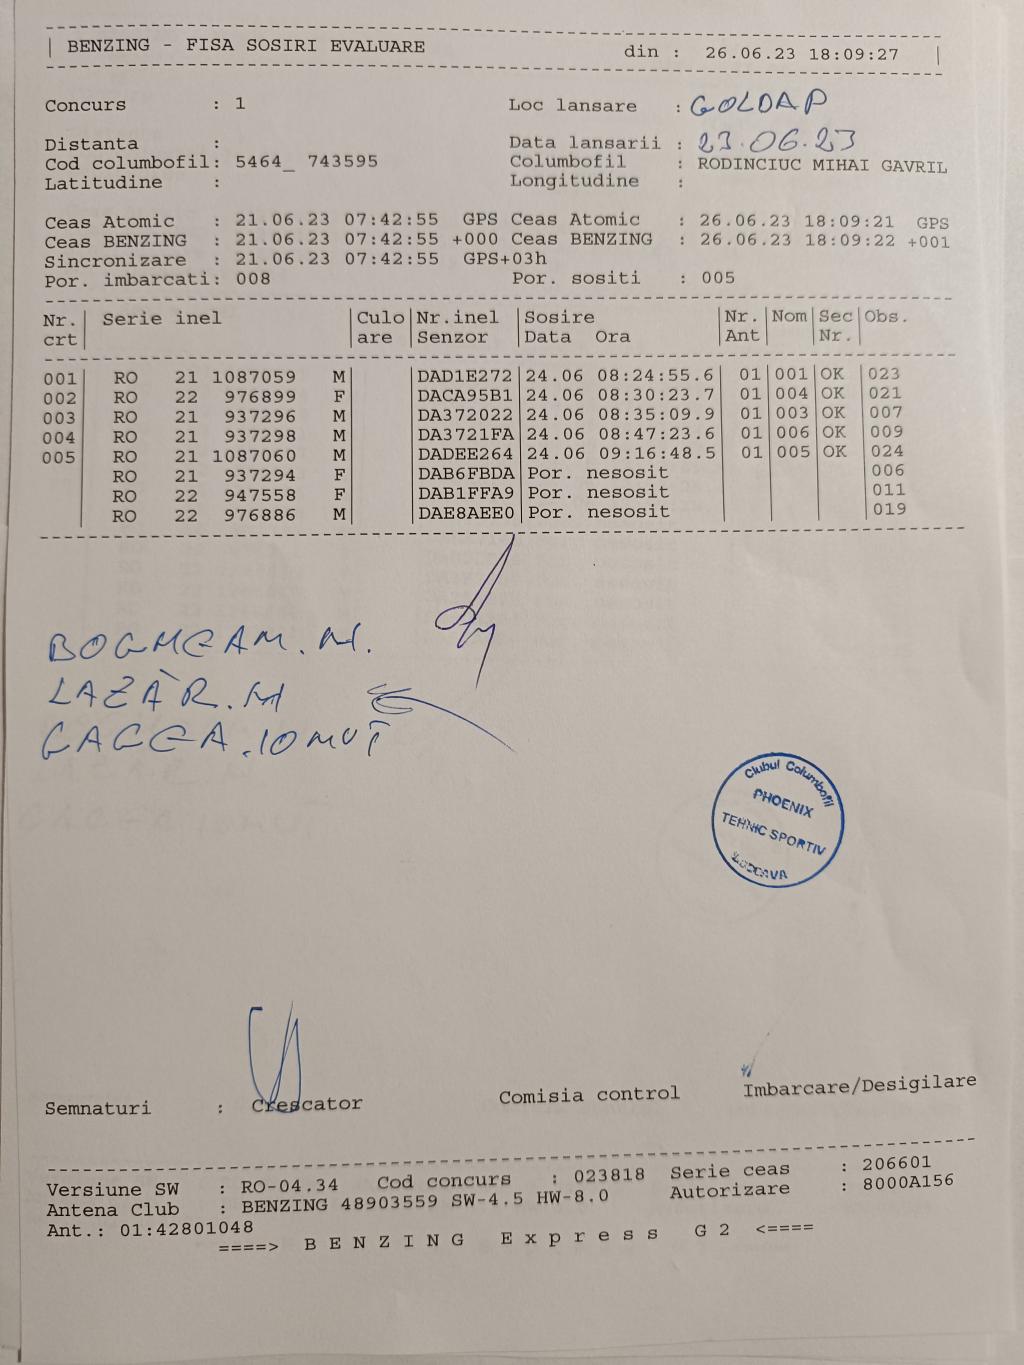 BENZING - FISA SOSIRI EVALUARE din : 26.06.23 18:09:27
Concurs : 1 Loc lansare : GOLDAP
Distanta : Data lansarii : 23.06.23
Cod columbofil: 5464_ 743595 Columbofil : RODINCIUC MIHAI GAVRIL
Latitudine : Longitudine :
Ceas Atomic : 21.06.23 07:42:55 GPS Ceas Atomic : 26.06.23 18:09:21 GPS
Ceas BENZING : 21.06.23 07:42:55 +000 Ceas BENZING : 26.06.23 18:09:22 +001
Sincronizare : 21.06.23 07:42:55 GPS+03h
Por. imbarcati: 008 Por. sositi : 005
Nr. | Serie inel | Culo | Nr.inel | Sosire | Nr. | Nom | Sec | Obs.
crt | | are | Senzor | Data Ora | Ant | | Nr. |
001 | RO 21 1087059 M | | DAD1E272 | 24.06 08:24:55.6 | 01 | 001 | OK | 023
002 | RO 22 976899 F | | DACA95B1 | 24.06 08:30:23.7 | 01 | 004 | OK | 021
003 | RO 21 937296 M | | DA372022 | 24.06 08:35:09.9 | 01 | 003 | OK | 007
004 | RO 21 937298 M | | DA3721FA | 24.06 08:47:23.6 | 01 | 006 | OK | 009
005 | RO 21 1087060 M | | DADEE264 | 24.06 09:16:48.5 | 01 | 005 | OK | 024
RO 21 937294 F | | DAB6FBDA | Por. nesosit | | | | 006
RO 22 947558 F | | DAB1FFA9 | Por. nesosit | | | | 011
RO 22 976886 M | | DAE8AEE0 | Por. nesosit | | | | 019
LAZĂR.M
Clubul Columbofil
PHOENIX
TEHNIC SPORTIV
Semnaturi : Crescator Comisia control Imbarcare/Desigilare
Versiune SW : RO-04.34 Cod concurs : 023818 Serie ceas : 206601
Antena Club : BENZING 48903559 SW-4.5 HW-8.0 Autorizare : 8000A156
Ant.: 01:42801048
====> B E N Z I N G E x p r e s s G 2 <====